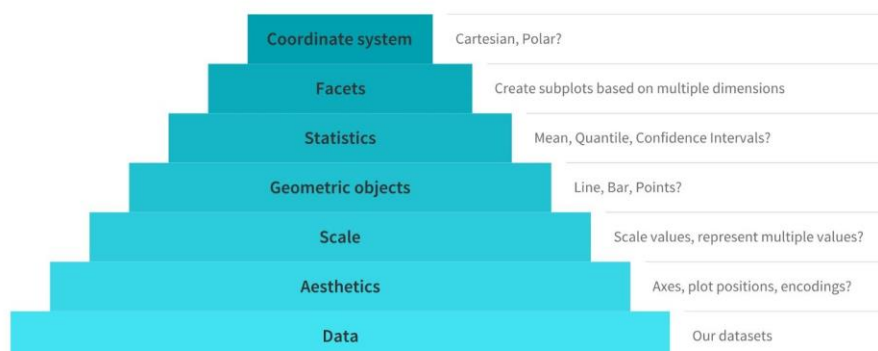 Coordinate system Cartesian, Polar?
Facets Create subplots based on multiple dimensions
Statistics Mean, Quantile, Confidence Intervals?
Geometric objects Line, Bar, Points?
Scale Scale values, represent multiple values?
Aesthetics Axes, plot positions, encodings?
Data Our datasets